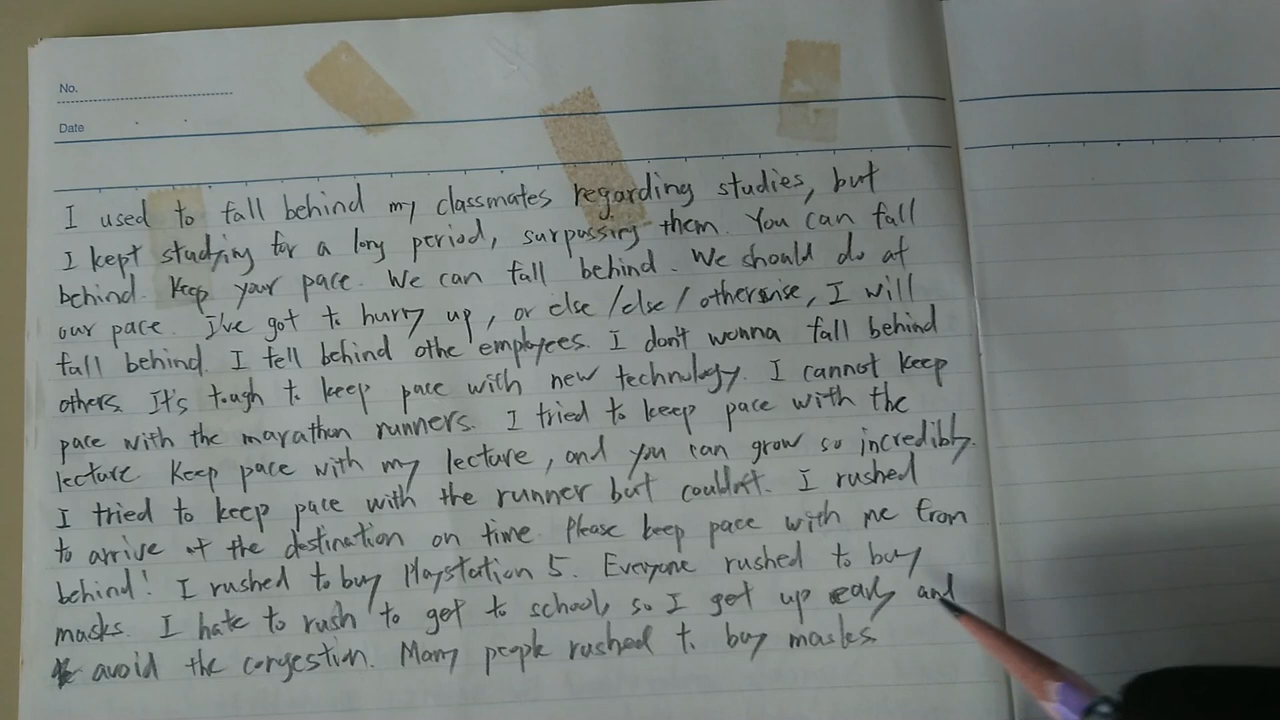 No.
Date
I used to fall behind my classmates regarding studies, but
I kept studying for a long period, surpassing them. You can fall
behind. Keep your pace. We can fall behind. We should do at
our pace. I've got to hurry up, or else / else / otherwise, I will
fall behind. I fell behind othe employees. I don't wonna fall behind
others. It's tough to keep pace with new technology. I cannot keep
pace with the marathon runners. I tried to keep pace with the
lecture Keep pace with my lecture, and you can grow so incredibly.
I tried to keep pace with the runner but couldn't. I rushed
to arrive at the destination on time. Please keep pace with me from
behind! I rushed to buy Playstation 5. Everyone rushed to buy
masks. I hate to rush to get to school, so I get up early and
avoid the congestion. Many people rushed to buy masks